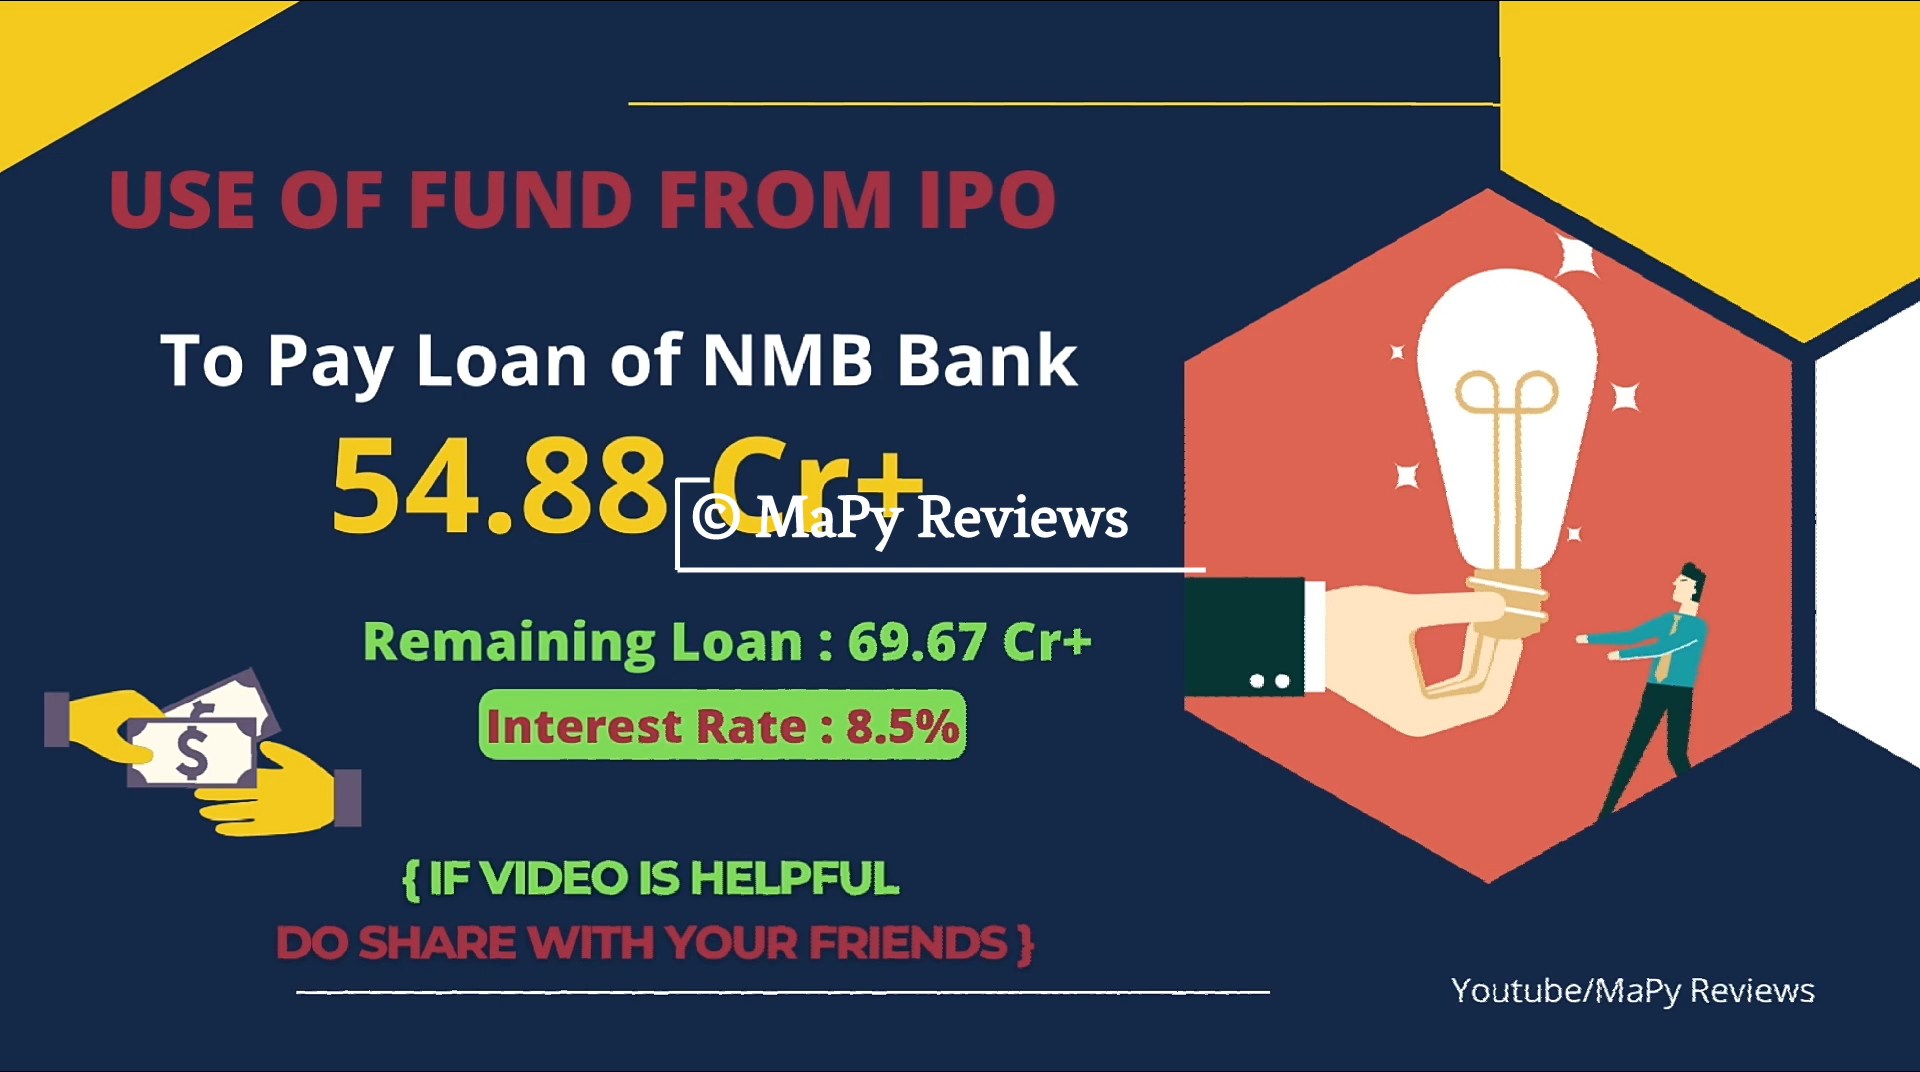 USE OF FUND FROM IPO
To Pay Loan of NMB Bank
54.88 Cr+
© MaPy Reviews
Remaining Loan : 69.67 Cr+
Interest Rate : 8.5%
$
{ IF VIDEO IS HELPFUL
DO SHARE WITH YOUR FRIENDS }
Youtube/MaPy Reviews